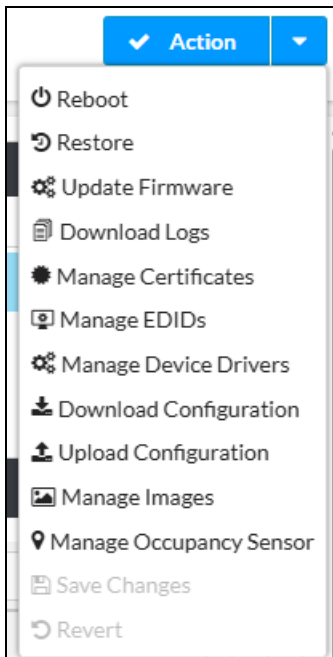 Action
Reboot
Restore
Update Firmware
Download Logs
Manage Certificates
Manage EDIDs
Manage Device Drivers
Download Configuration
Upload Configuration
Manage Images
Manage Occupancy Sensor
Save Changes
Revert